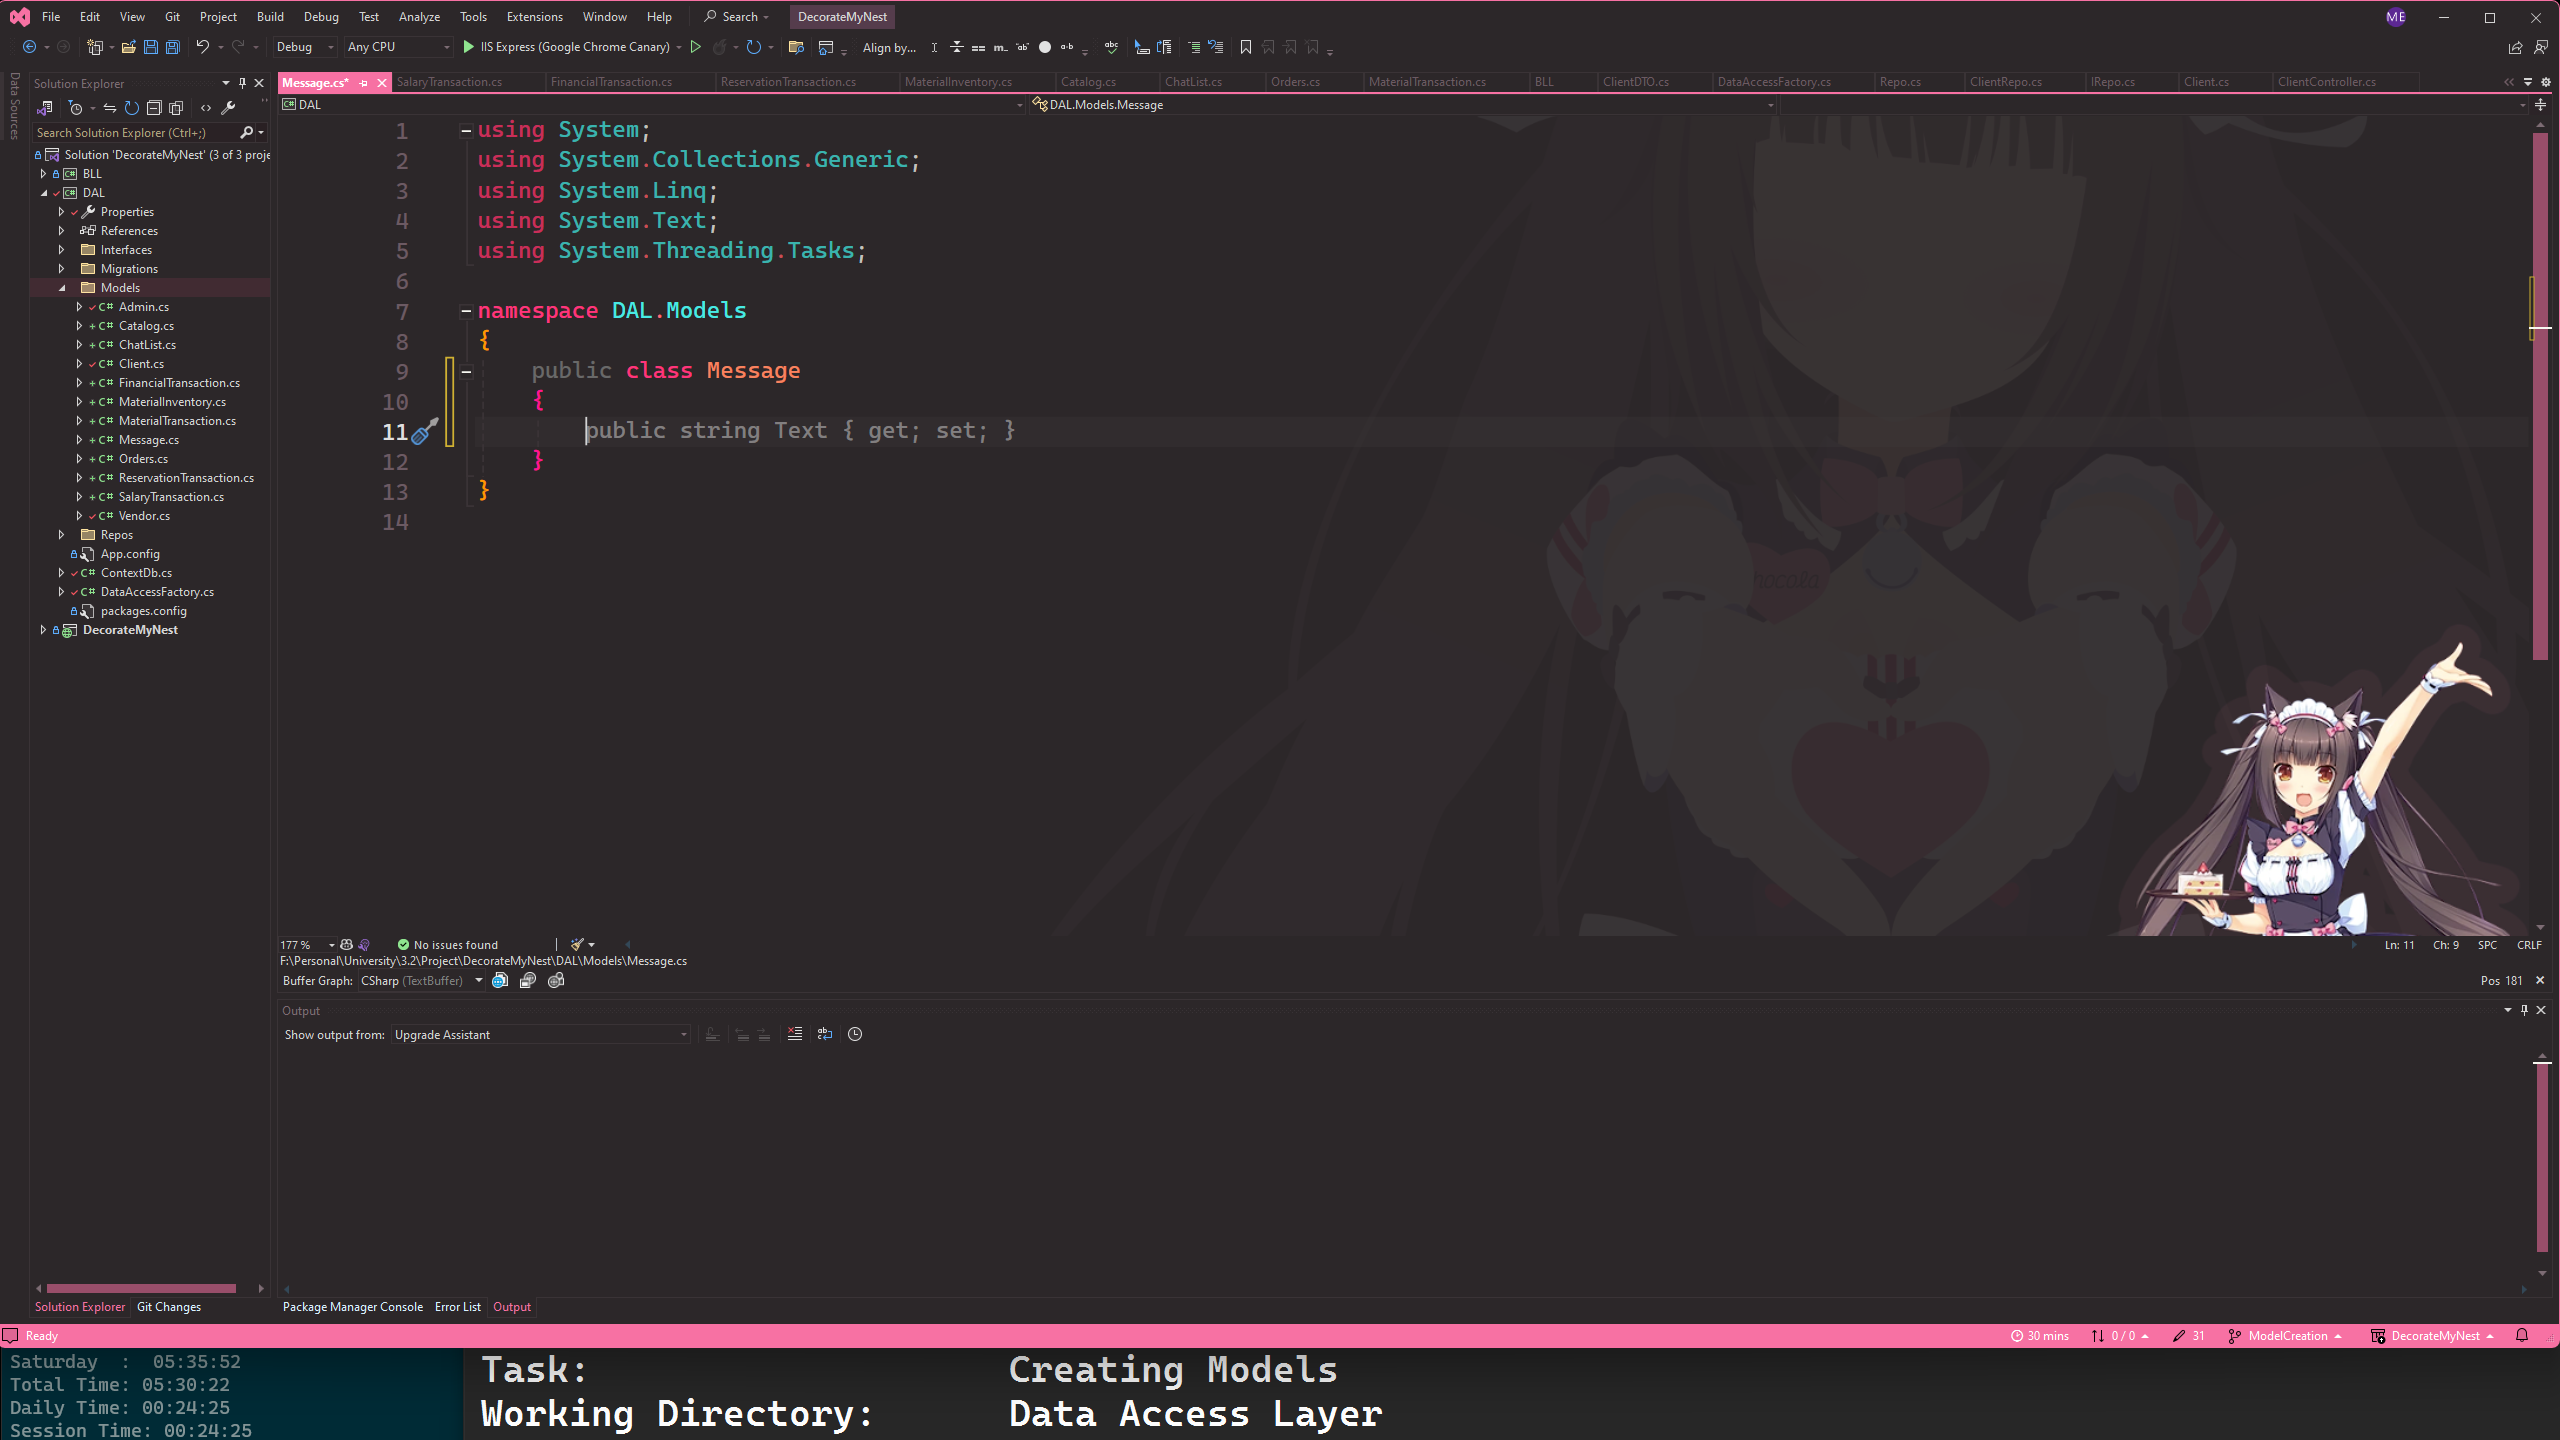 File Edit View Git Project Build Debug Test Analyze Tools Extensions Window Help Search DecorateMyNest ME
Debug Any CPU IIS Express (Google Chrome Canary) Align by...
Data Sources
Solution Explorer
Message.cs* SalaryTransaction.cs FinancialTransaction.cs ReservationTransaction.cs MaterialInventory.cs Catalog.cs ChatList.cs Orders.cs MaterialTransaction.cs BLL ClientDTO.cs DataAccessFactory.cs Repo.cs ClientRepo.cs IRepo.cs Client.cs ClientController.cs
C# DAL DAL.Models.Message
Search Solution Explorer (Ctrl+;)
Solution 'DecorateMyNest' (3 of 3 proje
C# BLL
C# DAL
Properties
References
Interfaces
Migrations
Models
C# Admin.cs
C# Catalog.cs
C# ChatList.cs
C# Client.cs
C# FinancialTransaction.cs
C# MaterialInventory.cs
C# MaterialTransaction.cs
C# Message.cs
C# Orders.cs
C# ReservationTransaction.cs
C# SalaryTransaction.cs
C# Vendor.cs
Repos
App.config
C# ContextDb.cs
C# DataAccessFactory.cs
packages.config
DecorateMyNest
1 using System;
2 using System.Collections.Generic;
3 using System.Linq;
4 using System.Text;
5 using System.Threading.Tasks;
6
7 namespace DAL.Models
8 {
9 public class Message
10 {
11 public string Text { get; set; }
12 }
13 }
14
177 % No issues found Ln: 11 Ch: 9 SPC CRLF
F:\Personal\University\3.2\Project\DecorateMyNest\DAL\Models\Message.cs
Buffer Graph: CSharp (TextBuffer) Pos 181
Output
Show output from: Upgrade Assistant
Solution Explorer Git Changes
Package Manager Console Error List Output
Ready 30 mins 0 / 0 31 ModelCreation DecorateMyNest
Saturday : 05:35:52
Total Time: 05:30:22
Daily Time: 00:24:25
Session Time: 00:24:25
Task: Creating Models
Working Directory: Data Access Layer